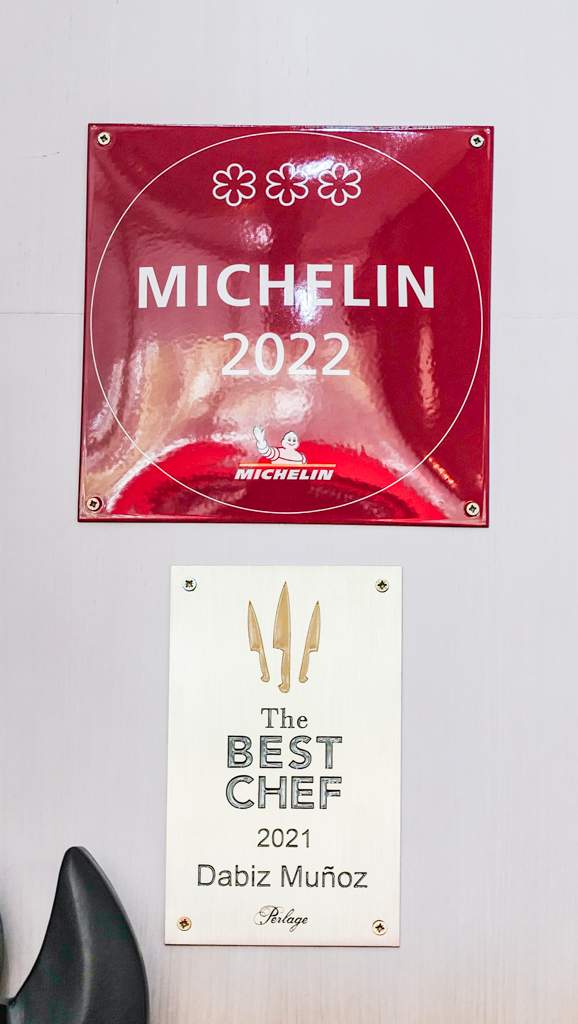 MICHELIN
2022
MICHELIN
The
BEST
CHEF
2021
Dabiz Muñoz
Perlage